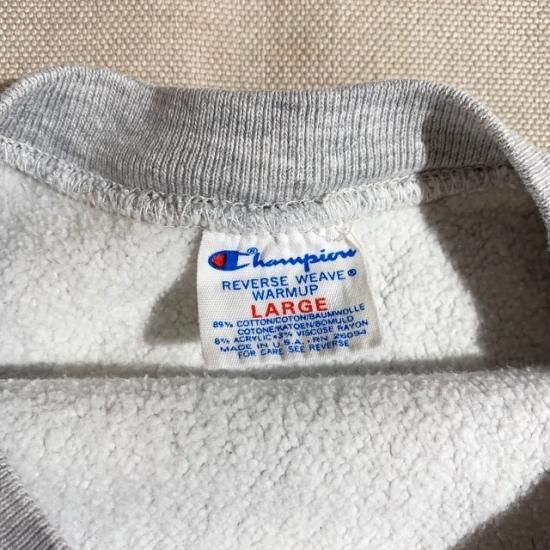 Champion®
REVERSE WEAVE®
WARMUP
LARGE
89% COTTON/COTON/BAUMWOLLE
COTONE/KATOEN/BOMULD
8% ACRYLIC•3% VISCOSE RAYON
MADE IN U.S.A. • RN 26094
FOR CARE SEE REVERSE